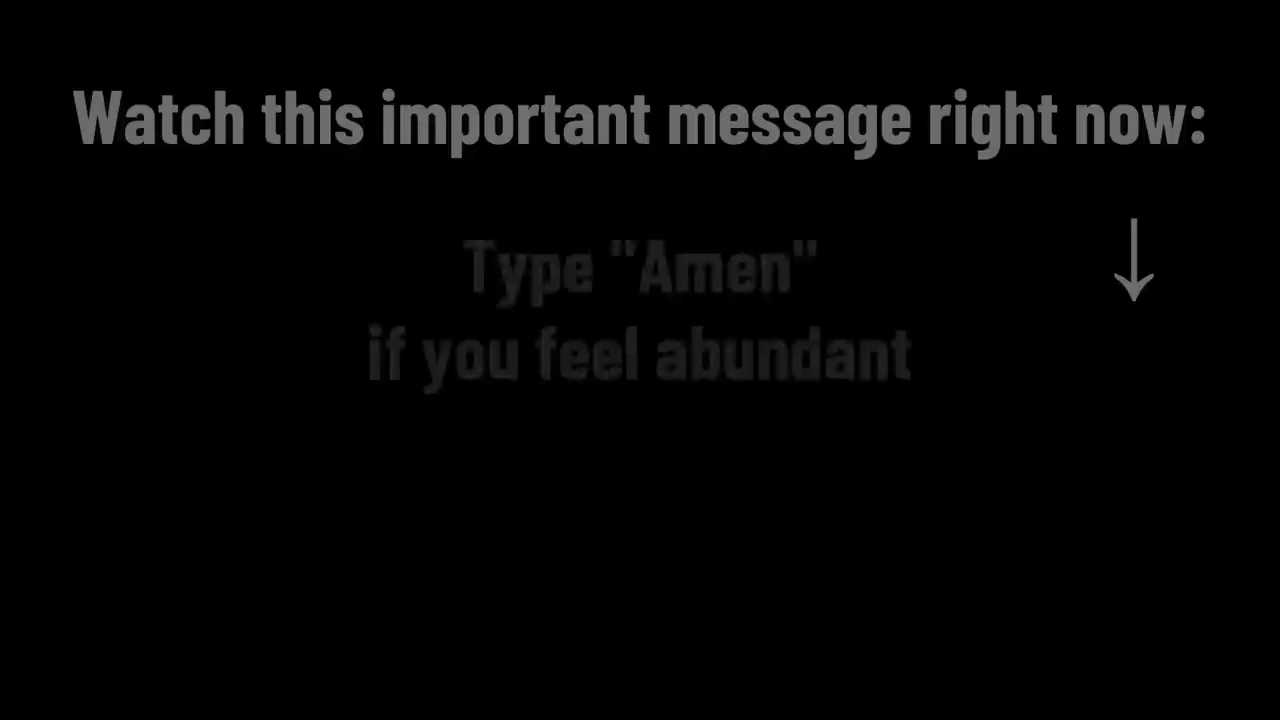 Watch this important message right now:
Type "Amen"
if you feel abundant